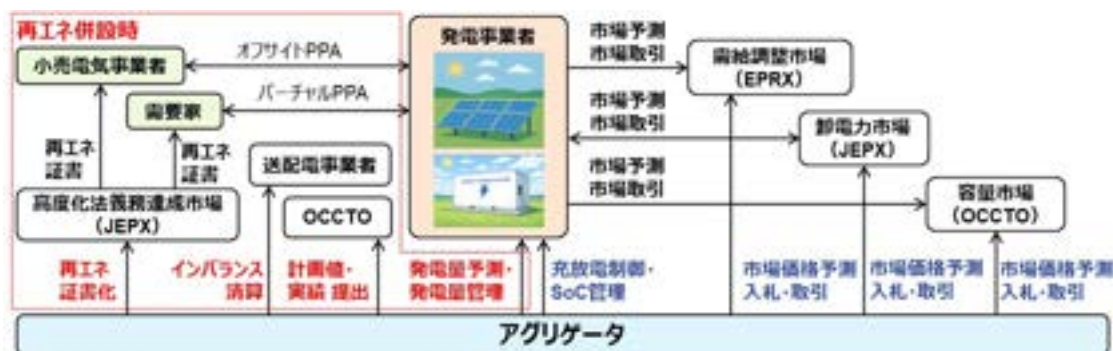 再エネ併設時
小売電気事業者
オフサイトPPA
発電事業者
市場予測
市場取引
需給調整市場
(EPRX)
需要家
バーチャルPPA
市場予測
市場取引
卸電力市場
(JEPX)
再エネ
証書
再エネ
証書
送配電事業者
市場予測
市場取引
容量市場
(OCCTO)
高度化法義務達成市場
(JEPX)
OCCTO
再エネ
証書化
インバランス
清算
計画値・
実績 提出
発電量予測・
発電量管理
充放電制御・
SoC管理
市場価格予測
入札・取引
市場価格予測
入札・取引
市場価格予測
入札・取引
アグリゲータ